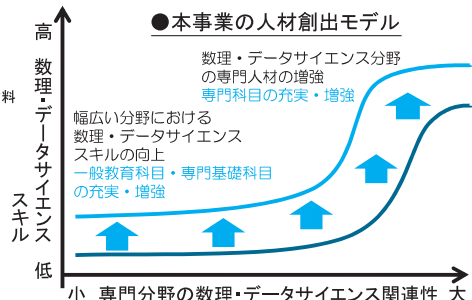 ●本事業の人材創出モデル
高
数理・データサイエンス
スキル
低
料
数理・データサイエンス分野
の専門人材の増強
専門科目の充実・増強
幅広い分野における
数理・データサイエンス
スキルの向上
一般教育科目・専門基礎科目
の充実・増強
小 専門分野の数理・データサイエンス関連性 大